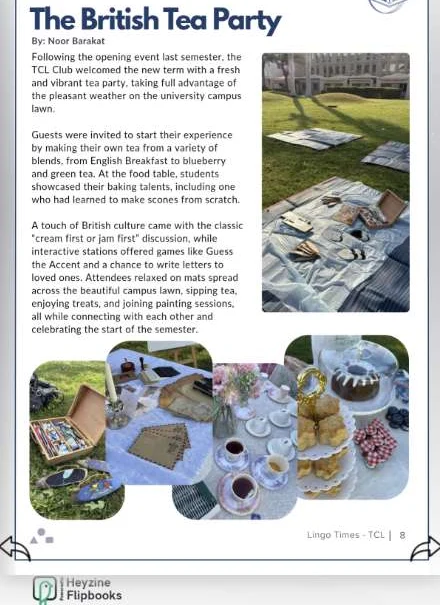 The British Tea Party
By: Noor Barakat
Following the opening event last semester, the
TCL Club welcomed the new term with a fresh
and vibrant tea party, taking full advantage of
the pleasant weather on the university campus
lawn.
Guests were invited to start their experience
by making their own tea from a variety of
blends, from English Breakfast to blueberry
and green tea. At the food table, students
showcased their baking talents, including one
who had learned to make scones from scratch.
A touch of British culture came with the classic
"cream first or jam first" discussion, while
interactive stations offered games like Guess
the Accent and a chance to write letters to
loved ones. Attendees relaxed on mats spread
across the beautiful campus lawn, sipping tea,
enjoying treats, and joining painting sessions,
all while connecting with each other and
celebrating the start of the semester.
Lingo Times - TCL | 8
Heyzine
Flipbooks